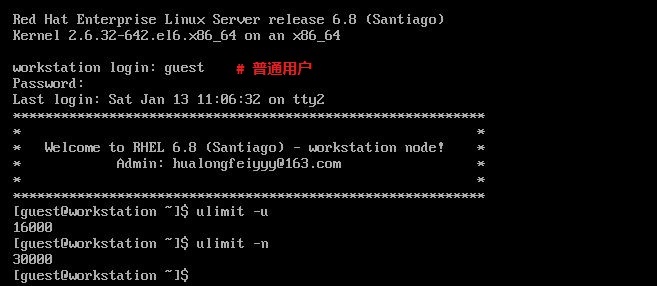 Red Hat Enterprise Linux Server release 6.8 (Santiago)
Kernel 2.6.32-642.el6.x86_64 on an x86_64
workstation login: guest # 普通用户
Password:
Last login: Sat Jan 13 11:06:32 on tty2
************************************************************
* *
* Welcome to RHEL 6.8 (Santiago) - workstation node! *
* Admin: hualongfeiyyy@163.com *
* *
************************************************************
[guest@workstation ~]$ ulimit -u
16000
[guest@workstation ~]$ ulimit -n
30000
[guest@workstation ~]$